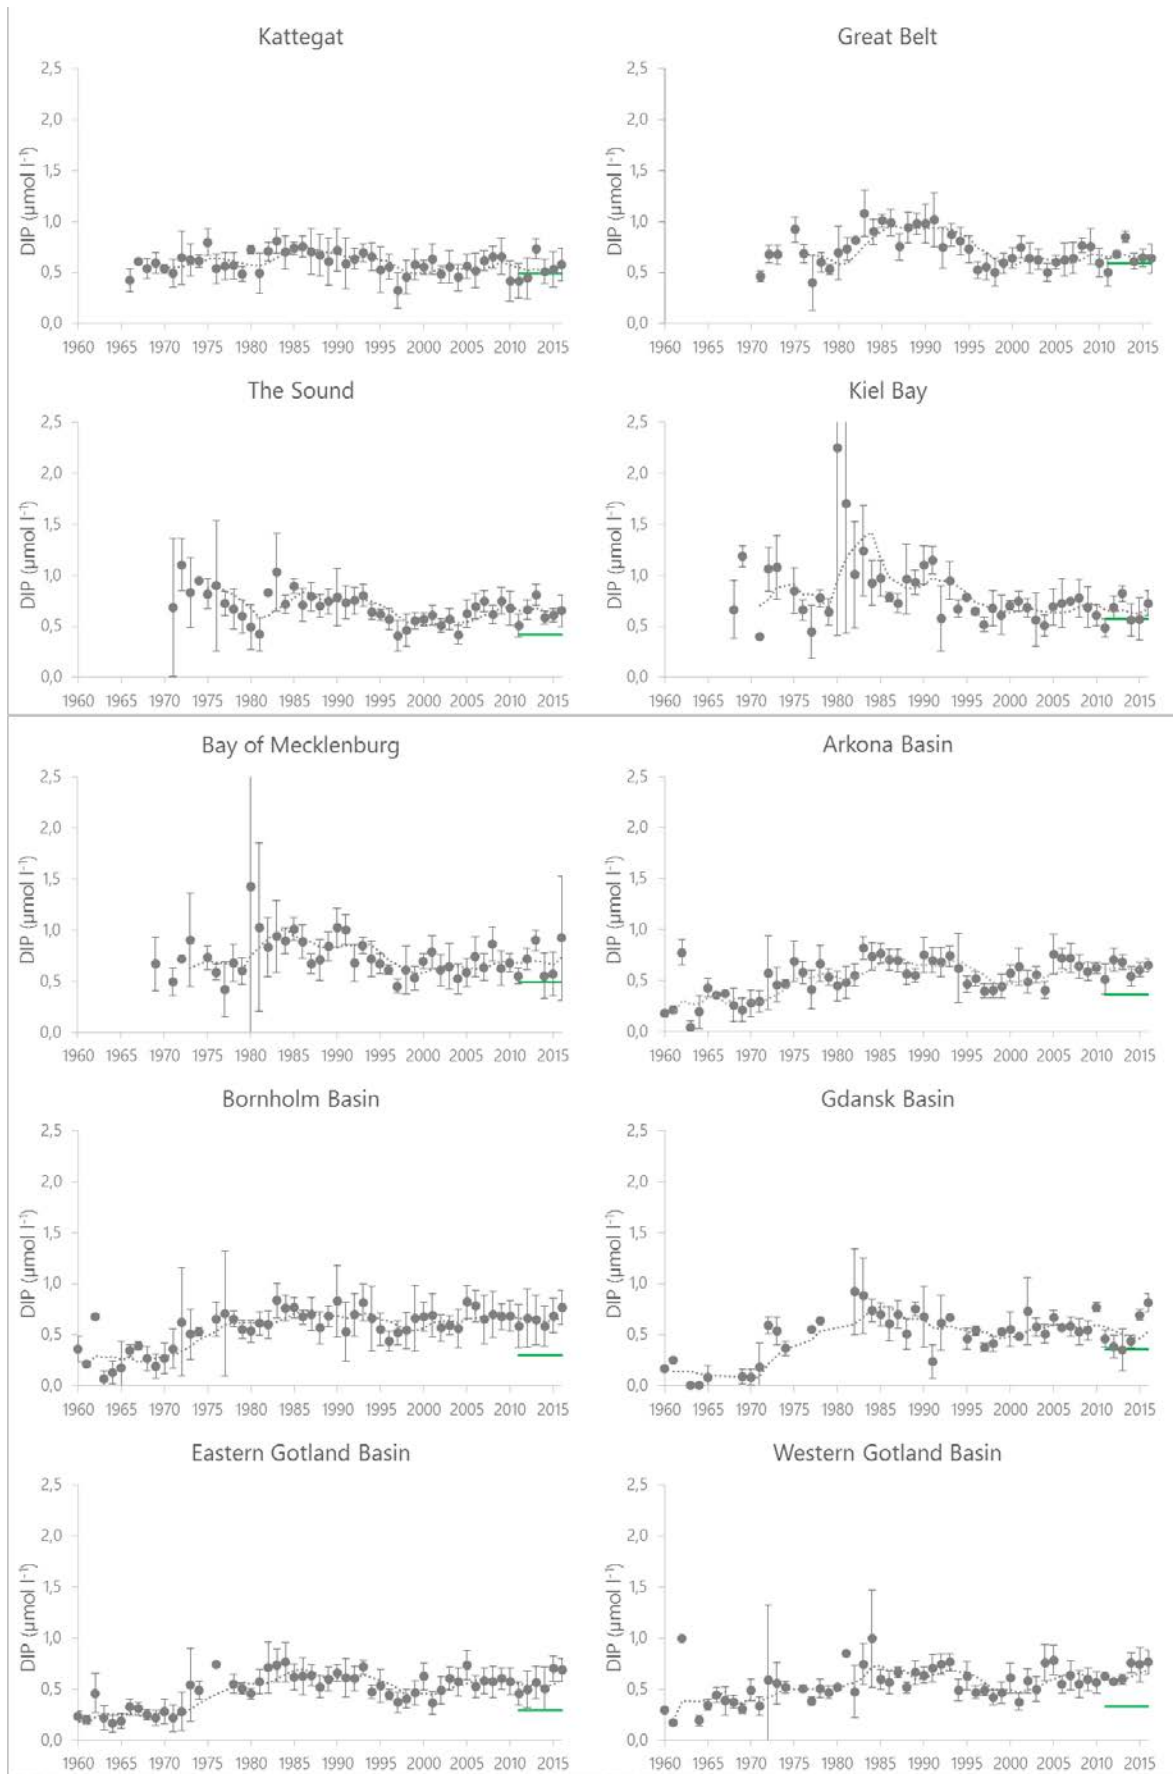 Kattegat
2,5
2,0
1,5
1,0
0,5
0,0
DIP (µmol l⁻¹)
1960 1965 1970 1975 1980 1985 1990 1995 2000 2005 2010 2015
Great Belt
2,5
2,0
1,5
1,0
0,5
0,0
DIP (µmol l⁻¹)
1960 1965 1970 1975 1980 1985 1990 1995 2000 2005 2010 2015
The Sound
2,5
2,0
1,5
1,0
0,5
0,0
DIP (µmol l⁻¹)
1960 1965 1970 1975 1980 1985 1990 1995 2000 2005 2010 2015
Kiel Bay
2,5
2,0
1,5
1,0
0,5
0,0
DIP (µmol l⁻¹)
1960 1965 1970 1975 1980 1985 1990 1995 2000 2005 2010 2015
Bay of Mecklenburg
2,5
2,0
1,5
1,0
0,5
0,0
DIP (µmol l⁻¹)
1960 1965 1970 1975 1980 1985 1990 1995 2000 2005 2010 2015
Arkona Basin
2,5
2,0
1,5
1,0
0,5
0,0
DIP (µmol l⁻¹)
1960 1965 1970 1975 1980 1985 1990 1995 2000 2005 2010 2015
Bornholm Basin
2,5
2,0
1,5
1,0
0,5
0,0
DIP (µmol l⁻¹)
1960 1965 1970 1975 1980 1985 1990 1995 2000 2005 2010 2015
Gdansk Basin
2,5
2,0
1,5
1,0
0,5
0,0
DIP (µmol l⁻¹)
1960 1965 1970 1975 1980 1985 1990 1995 2000 2005 2010 2015
Eastern Gotland Basin
2,5
2,0
1,5
1,0
0,5
0,0
DIP (µmol l⁻¹)
1960 1965 1970 1975 1980 1985 1990 1995 2000 2005 2010 2015
Western Gotland Basin
2,5
2,0
1,5
1,0
0,5
0,0
DIP (µmol l⁻¹)
1960 1965 1970 1975 1980 1985 1990 1995 2000 2005 2010 2015